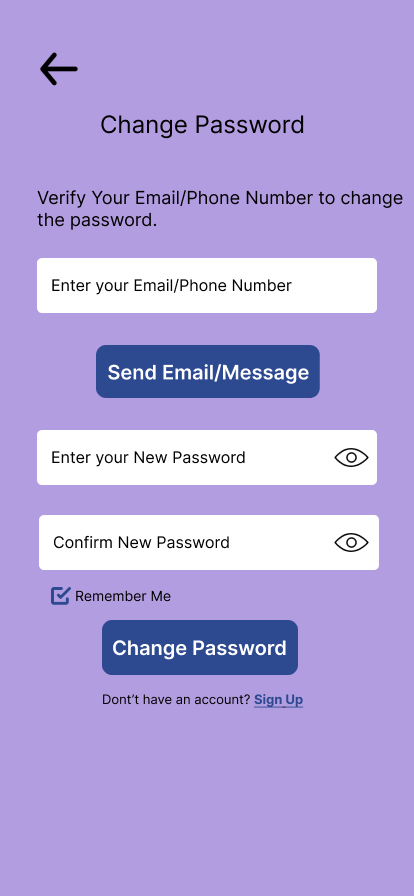 Change Password
Verify Your Email/Phone Number to change
the password.
Enter your Email/Phone Number
Send Email/Message
Enter your New Password
Confirm New Password
Remember Me
Change Password
Dont’t have an account? Sign Up